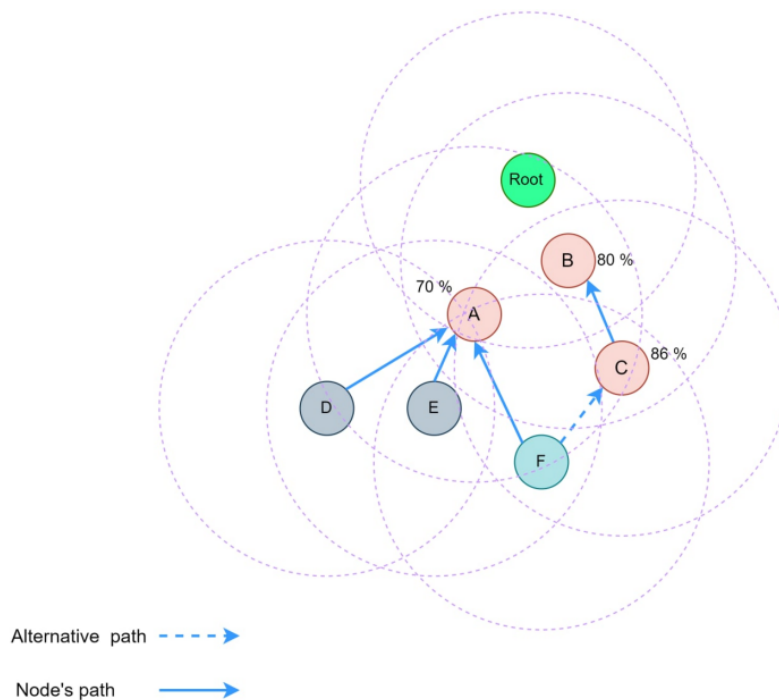 Root
B
80 %
70 %
A
C
86 %
D
E
F
Alternative path
Node's path